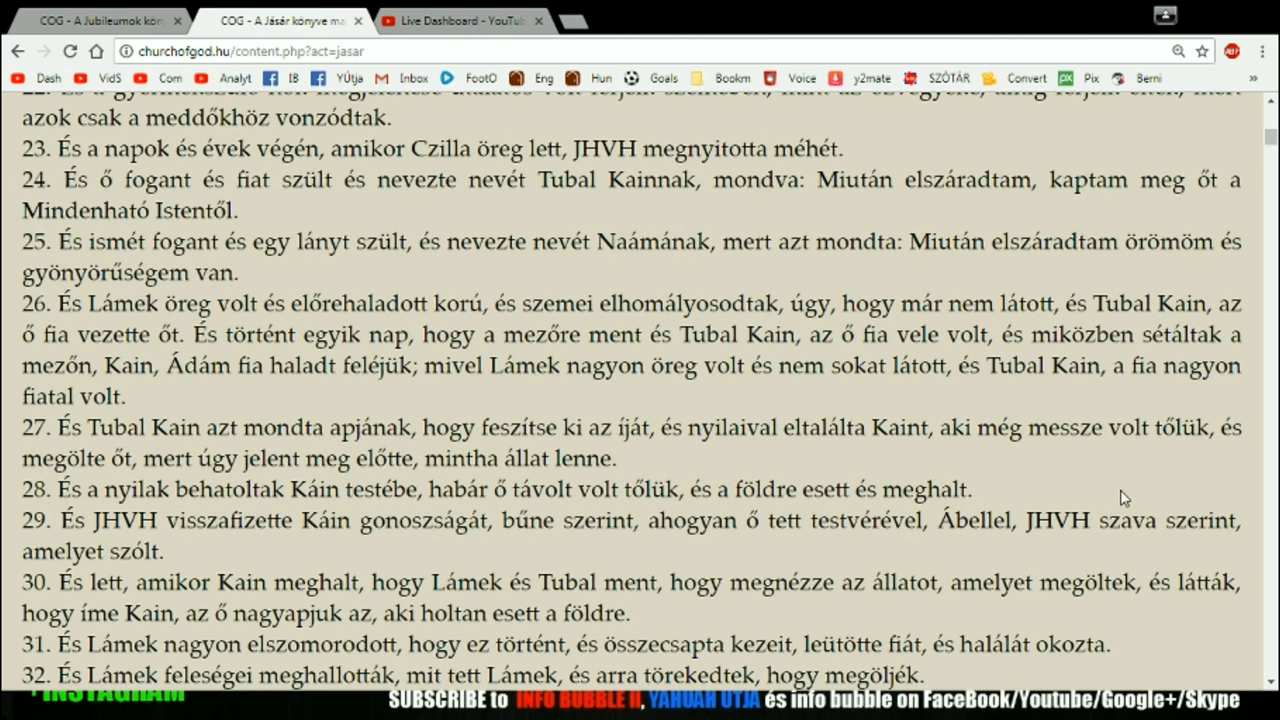 COG - A Jubileumok kön
COG - A Jásár könyve ma
Live Dashboard - YouTub
churchofgod.hu/content.php?act=jasar
Dash VidS Com Analyt IB YÚtja Inbox FootO Eng Hun Goals Bookm Voice y2mate SZÓTÁR Convert Pix Berni »
azok csak a meddőkhöz vonzódtak.
23. És a napok és évek végén, amikor Czilla öreg lett, JHVH megnyitotta méhét.
24. És ő fogant és fiat szült és nevezte nevét Tubal Kainnak, mondva: Miután elszáradtam, kaptam meg őt a
Mindenható Istentől.
25. És ismét fogant és egy lányt szült, és nevezte nevét Naámának, mert azt mondta: Miután elszáradtam örömöm és
gyönyörűségem van.
26. És Lámek öreg volt és előrehaladott korú, és szemei elhomályosodtak, úgy, hogy már nem látott, és Tubal Kain, az
ő fia vezette őt. És történt egyik nap, hogy a mezőre ment és Tubal Kain, az ő fia vele volt, és miközben sétáltak a
mezőn, Kain, Ádám fia haladt feléjük; mivel Lámek nagyon öreg volt és nem sokat látott, és Tubal Kain, a fia nagyon
fiatal volt.
27. És Tubal Kain azt mondta apjának, hogy feszítse ki az íját, és nyilaival eltalálta Kaint, aki még messze volt tőlük, és
megölte őt, mert úgy jelent meg előtte, mintha állat lenne.
28. És a nyilak behatoltak Káin testébe, habár ő távolt volt tőlük, és a földre esett és meghalt.
29. És JHVH visszafizette Káin gonoszságát, bűne szerint, ahogyan ő tett testvérével, Ábellel, JHVH szava szerint,
amelyet szólt.
30. És lett, amikor Kain meghalt, hogy Lámek és Tubal ment, hogy megnézze az állatot, amelyet megöltek, és látták,
hogy íme Kain, az ő nagyapjuk az, aki holtan esett a földre.
31. És Lámek nagyon elszomorodott, hogy ez történt, és összecsapta kezeit, leütötte fiát, és halálát okozta.
32. És Lámek feleségei meghallották, mit tett Lámek, és arra törekedtek, hogy megöljék.
+INSTAGRAM
SUBSCRIBE to INFO BUBBLE II, YAHUAH UTJA és info bubble on FaceBook/Youtube/Google+/Skype